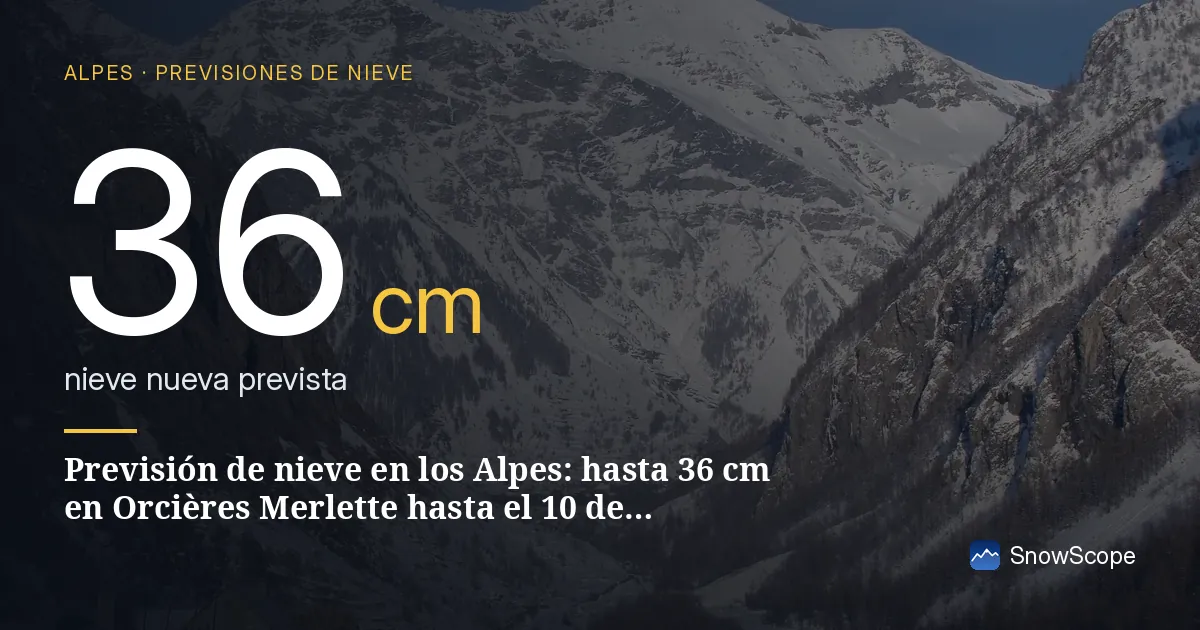 ALPES · PREVISIONES DE NIEVE
36 cm
nieve nueva prevista
Previsión de nieve en los Alpes: hasta 36 cm
en Orcières Merlette hasta el 10 de...
SnowScope